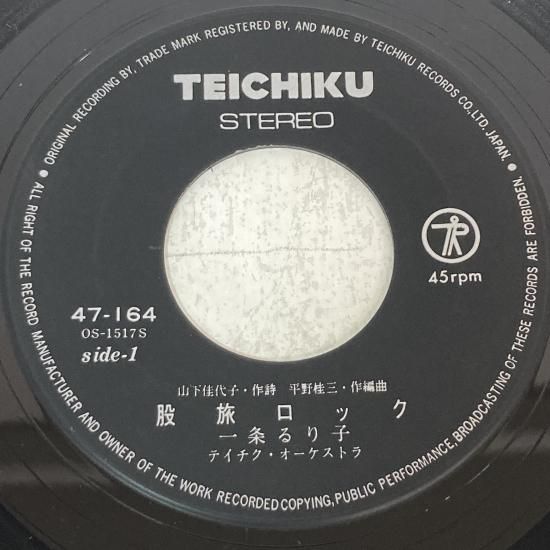 ORIGINAL RECORDING BY, TRADE MARK REGISTERED BY, AND MADE BY TEICHIKU RECORDS CO., LTD. JAPAN.
TEICHIKU
STEREO
45rpm
47-164
OS-1517S
side-1
山下佳代子・作詩 平野桂三・作編曲
股旅ロック
一条るり子
テイチク・オーケストラ
ALL RIGHT OF THE RECORD MANUFACTURER AND OWNER OF THE WORK RECORDED COPYING, PUBLIC PERFORMANCE, BROADCASTING OF THESE RECORDS ARE FORBIDDEN.